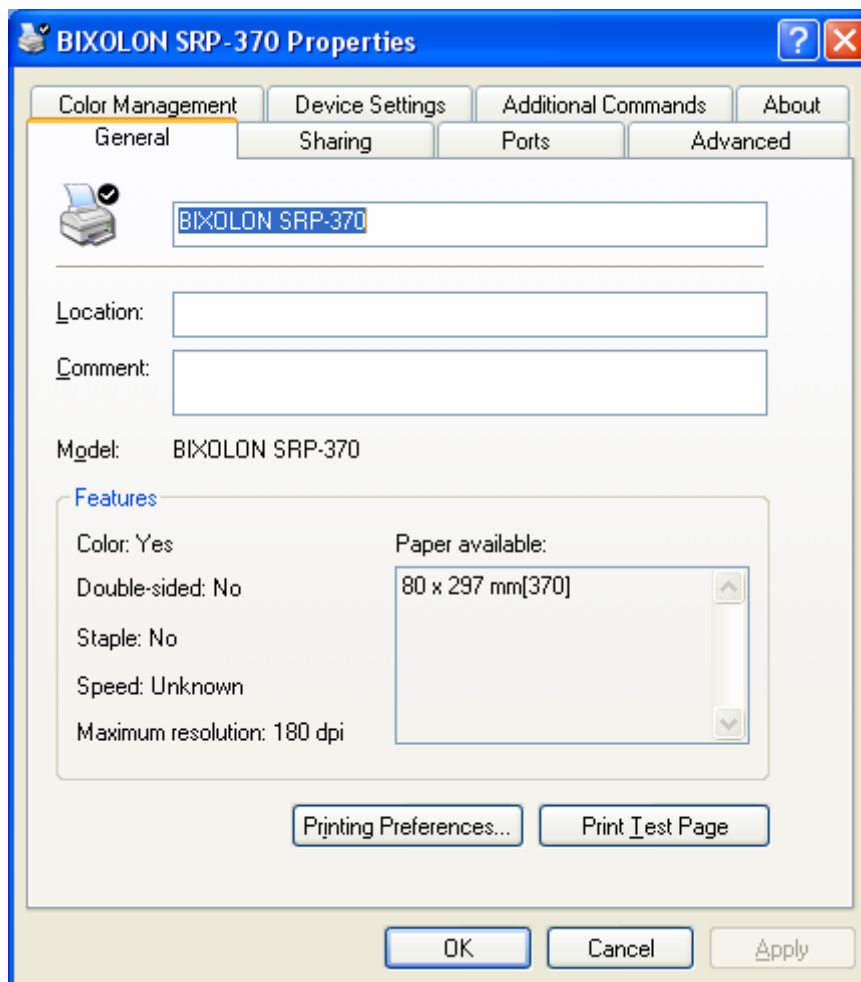 BIXOLON SRP-370 Properties
Color Management Device Settings Additional Commands About
General Sharing Ports Advanced
BIXOLON SRP-370
Location:
Comment:
Model: BIXOLON SRP-370
Features
Color: Yes Paper available:
Double-sided: No 80 x 297 mm[370]
Staple: No
Speed: Unknown
Maximum resolution: 180 dpi
Printing Preferences... Print Test Page
OK Cancel Apply